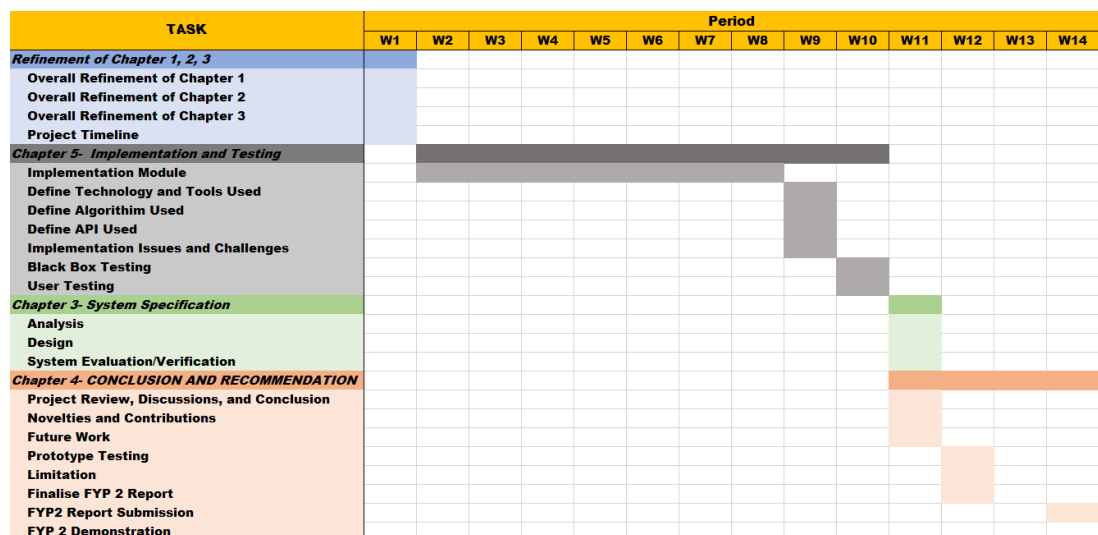 TASK
Period
W1 W2 W3 W4 W5 W6 W7 W8 W9 W10 W11 W12 W13 W14
Refinement of Chapter 1, 2, 3
Overall Refinement of Chapter 1
Overall Refinement of Chapter 2
Overall Refinement of Chapter 3
Project Timeline
Chapter 5- Implementation and Testing
Implementation Module
Define Technology and Tools Used
Define Algorithim Used
Define API Used
Implementation Issues and Challenges
Black Box Testing
User Testing
Chapter 3- System Specification
Analysis
Design
System Evaluation/Verification
Chapter 4- CONCLUSION AND RECOMMENDATION
Project Review, Discussions, and Conclusion
Novelties and Contributions
Future Work
Prototype Testing
Limitation
Finalise FYP 2 Report
FYP2 Report Submission
FYP 2 Demonstration